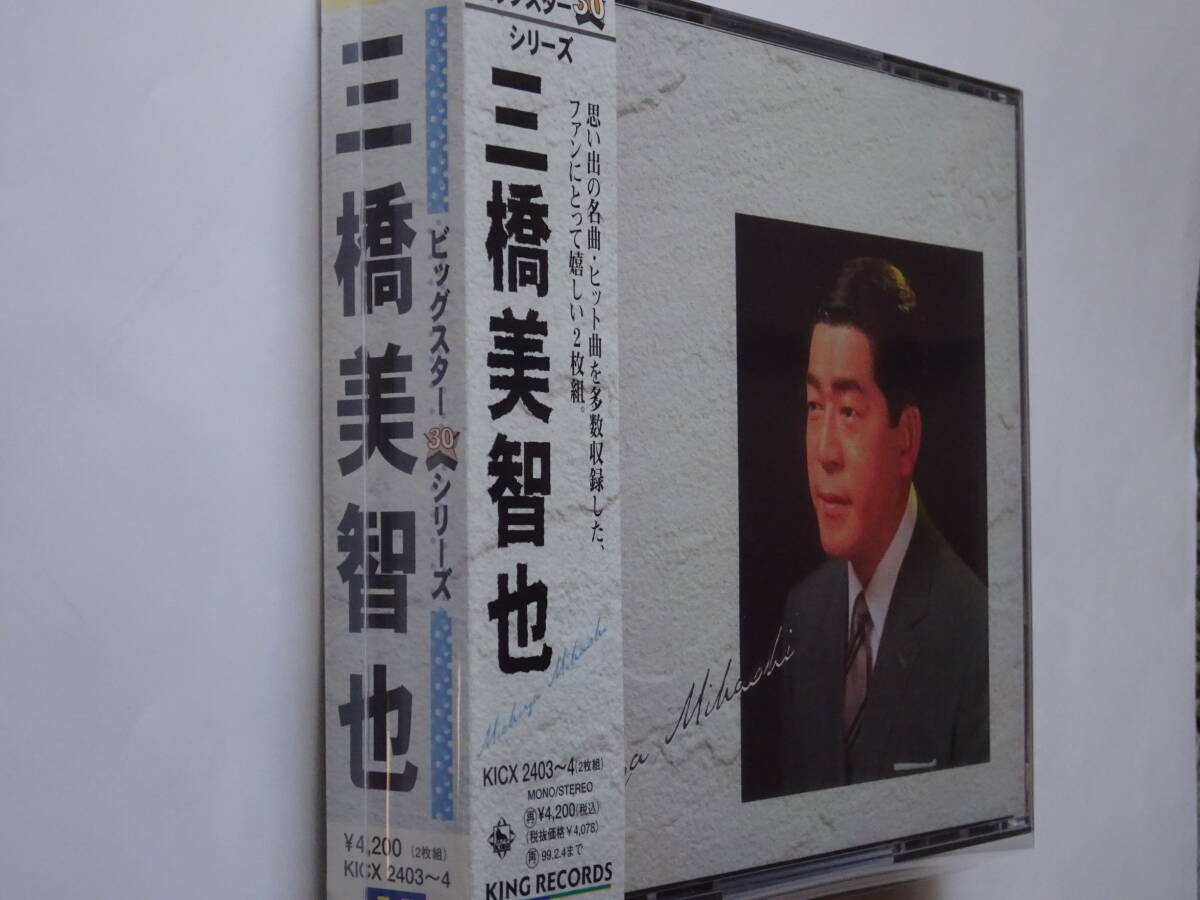 三橋美智也
ビッグスター30シリーズ
¥4,200 (2枚組)
KICX 2403〜4
スター30
シリーズ
三橋美智也
思い出の名曲・ヒット曲を多数収録した、
ファンにとって嬉しい2枚組。
Michiya Mihashi
KICX 2403〜4(2枚組)
MONO/STEREO
再¥4,200(税込)
(税抜価格¥4,078)
再99.2.4まで
KING RECORDS
Mihashi